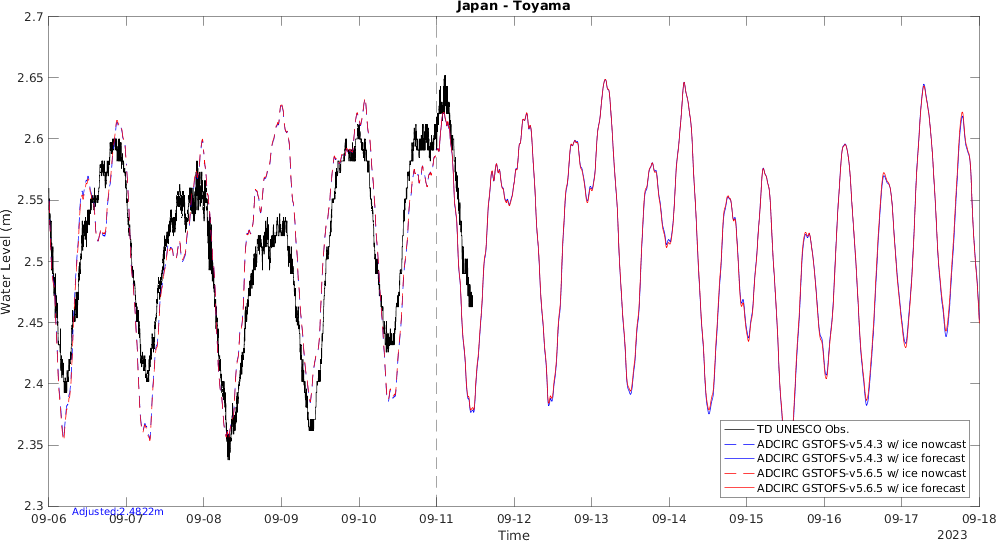 Japan - Toyama
2.7
2.65
2.6
2.55
2.5
2.45
2.4
2.35
2.3
Water Level (m)
TD UNESCO Obs.
ADCIRC GSTOFS-v5.4.3 w/ ice nowcast
ADCIRC GSTOFS-v5.4.3 w/ ice forecast
ADCIRC GSTOFS-v5.6.5 w/ ice nowcast
ADCIRC GSTOFS-v5.6.5 w/ ice forecast
Adjusted:2.4822m
09-06 09-07 09-08 09-09 09-10 09-11 09-12 09-13 09-14 09-15 09-16 09-17 09-18
Time
2023